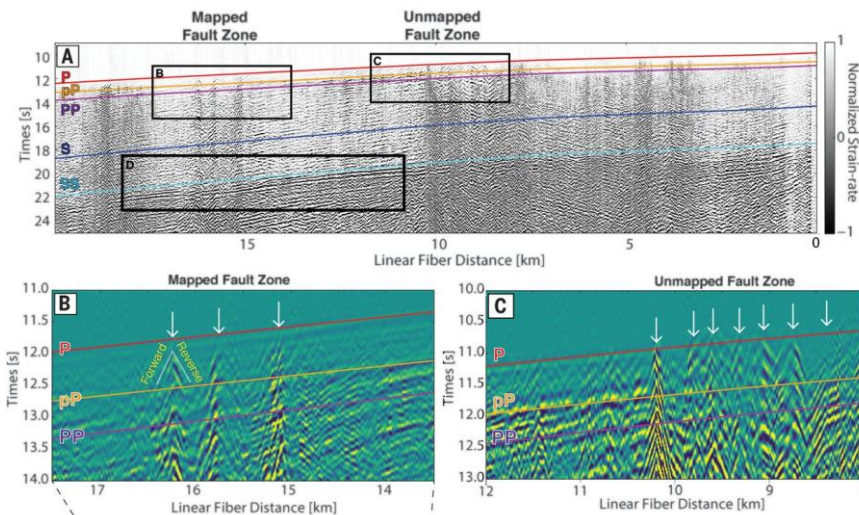 Mapped
Fault Zone
Unmapped
Fault Zone
A
P
pP
PP
S
SS
B
C
D
Times [s]
10
12
14
16
18
20
22
24
15
10
5
0
Linear Fiber Distance [km]
1
0
−1
Normalized Strain-rate
Mapped Fault Zone
B
P
pP
PP
Forward
Reverse
Times [s]
11.0
11.5
12.0
12.5
13.0
13.5
14.0
17
16
15
14
Linear Fiber Distance [km]
Unmapped Fault Zone
C
P
pP
PP
Times [s]
10.0
10.5
11.0
11.5
12.0
12.5
13.0
12
11
10
9
Linear Fiber Distance [km]